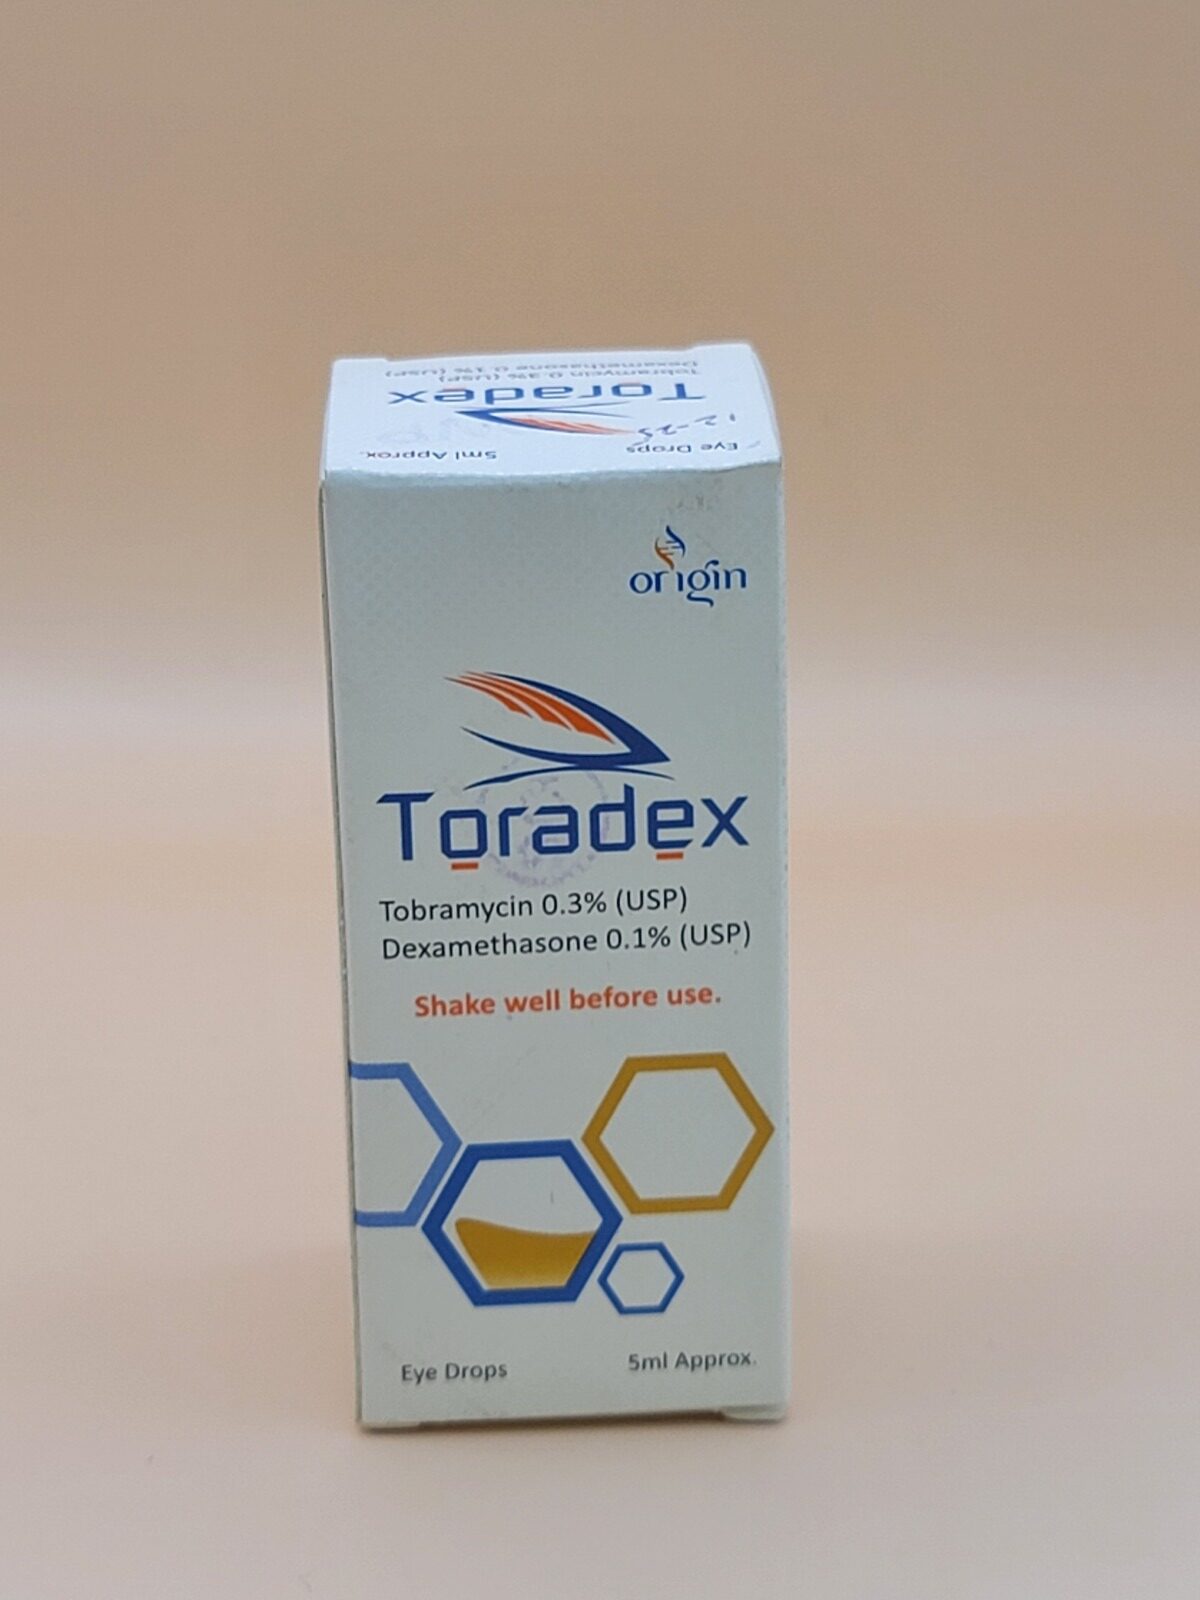 Dexamethasone 0.1% (USP)
Tobramycin 0.3% (USP)
Toradex
12-25
5ml Approx.
Eye Drops
origin
Toradex
Tobramycin 0.3% (USP)
Dexamethasone 0.1% (USP)
Shake well before use.
Eye Drops
5ml Approx.